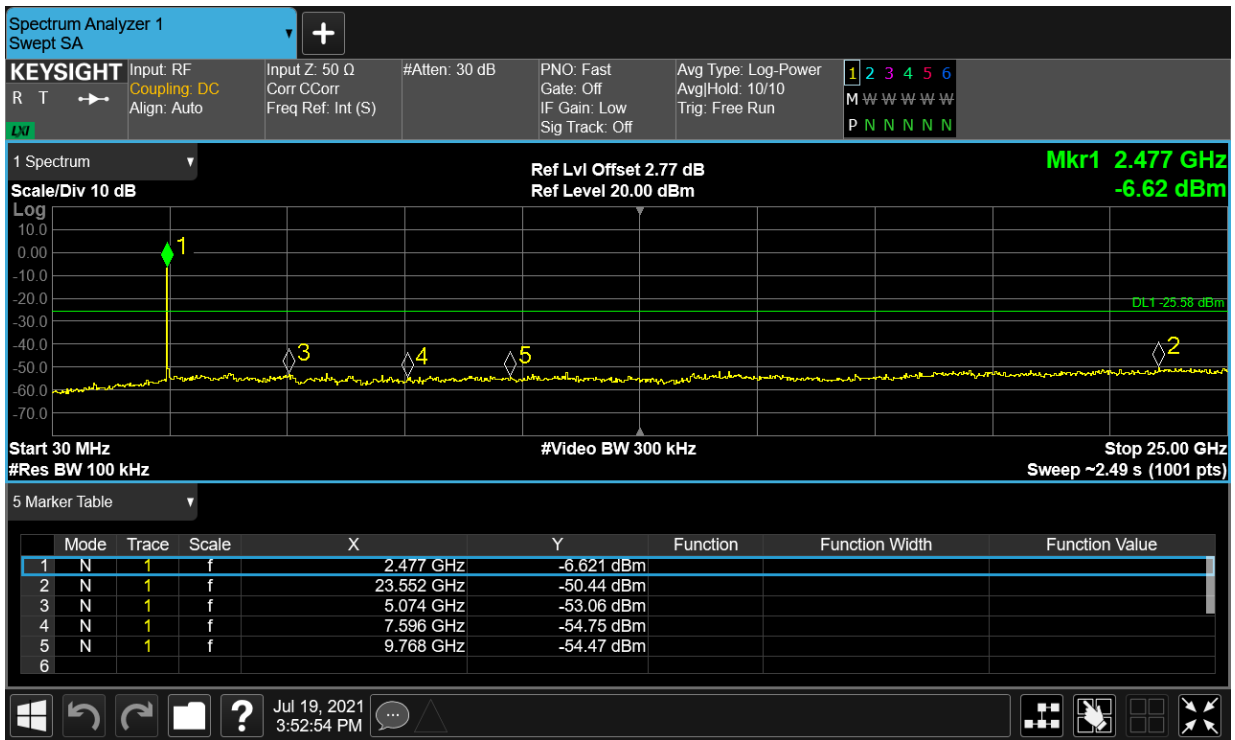 Spectrum Analyzer 1
Swept SA
+
KEYSIGHT
R T
LXI
Input: RF
Coupling: DC
Align: Auto
Input Z: 50 Ω
Corr CCorr
Freq Ref: Int (S)
#Atten: 30 dB
PNO: Fast
Gate: Off
IF Gain: Low
Sig Track: Off
Avg Type: Log-Power
Avg|Hold: 10/10
Trig: Free Run
1 2 3 4 5 6
M W W W W W
P N N N N N
1 Spectrum
Scale/Div 10 dB
Ref Lvl Offset 2.77 dB
Ref Level 20.00 dBm
Mkr1 2.477 GHz
-6.62 dBm
Log
10.0
0.00
-10.0
-20.0
-30.0
-40.0
-50.0
-60.0
-70.0
1
DL1 -25.58 dBm
3
4
5
2
Start 30 MHz
#Video BW 300 kHz
Stop 25.00 GHz
#Res BW 100 kHz
Sweep ~2.49 s (1001 pts)
5 Marker Table
Mode Trace Scale X Y Function Function Width Function Value
1 N 1 f 2.477 GHz -6.621 dBm
2 N 1 f 23.552 GHz -50.44 dBm
3 N 1 f 5.074 GHz -53.06 dBm
4 N 1 f 7.596 GHz -54.75 dBm
5 N 1 f 9.768 GHz -54.47 dBm
6
?
Jul 19, 2021
3:52:54 PM